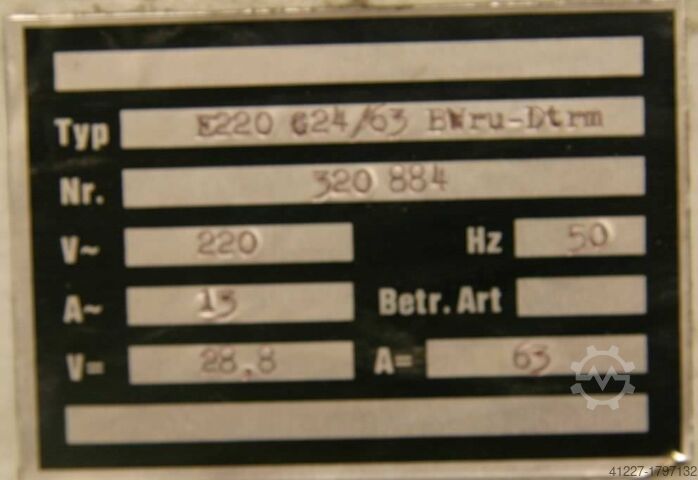 Typ E220 G24/63 BWru-Dtrm
Nr. 320 884
V~ 220 Hz 50
A~ 13 Betr. Art
V= 28,8 A= 63
41227-1797132